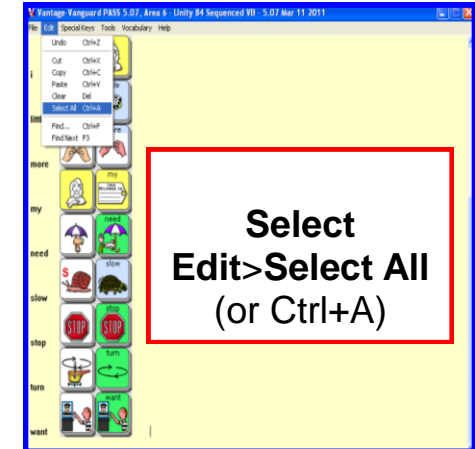 Vantage-Vanguard PASS 5.07, Area 6 - Unity 84 Sequenced VII - 5.07 Mar 11 2011
File Edit Special Keys Tools Vocabulary Help
Undo Ctrl+Z
Cut Ctrl+X
Copy Ctrl+C
Paste Ctrl+V
Clear Del
Select All Ctrl+A
Find... Ctrl+F
Find Next F3
i
more
my
my
need
need
slow
S
slow
stop
STOP STOP
stop
turn
turn
want
want
Select
Edit>Select All
(or Ctrl+A)